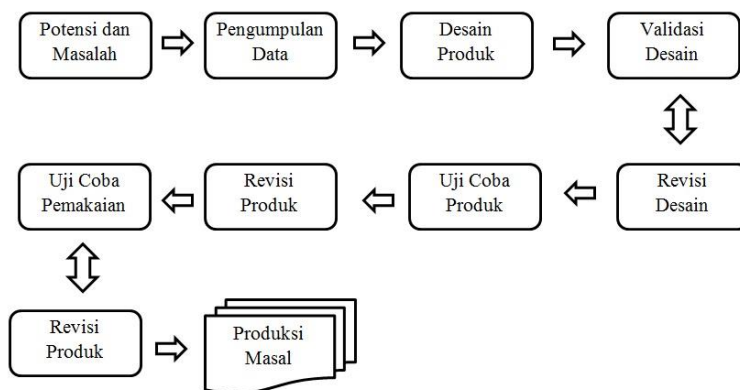 Potensi dan
Masalah
Pengumpulan
Data
Desain
Produk
Validasi
Desain
Revisi
Desain
Uji Coba
Produk
Revisi
Produk
Uji Coba
Pemakaian
Revisi
Produk
Produksi
Masal